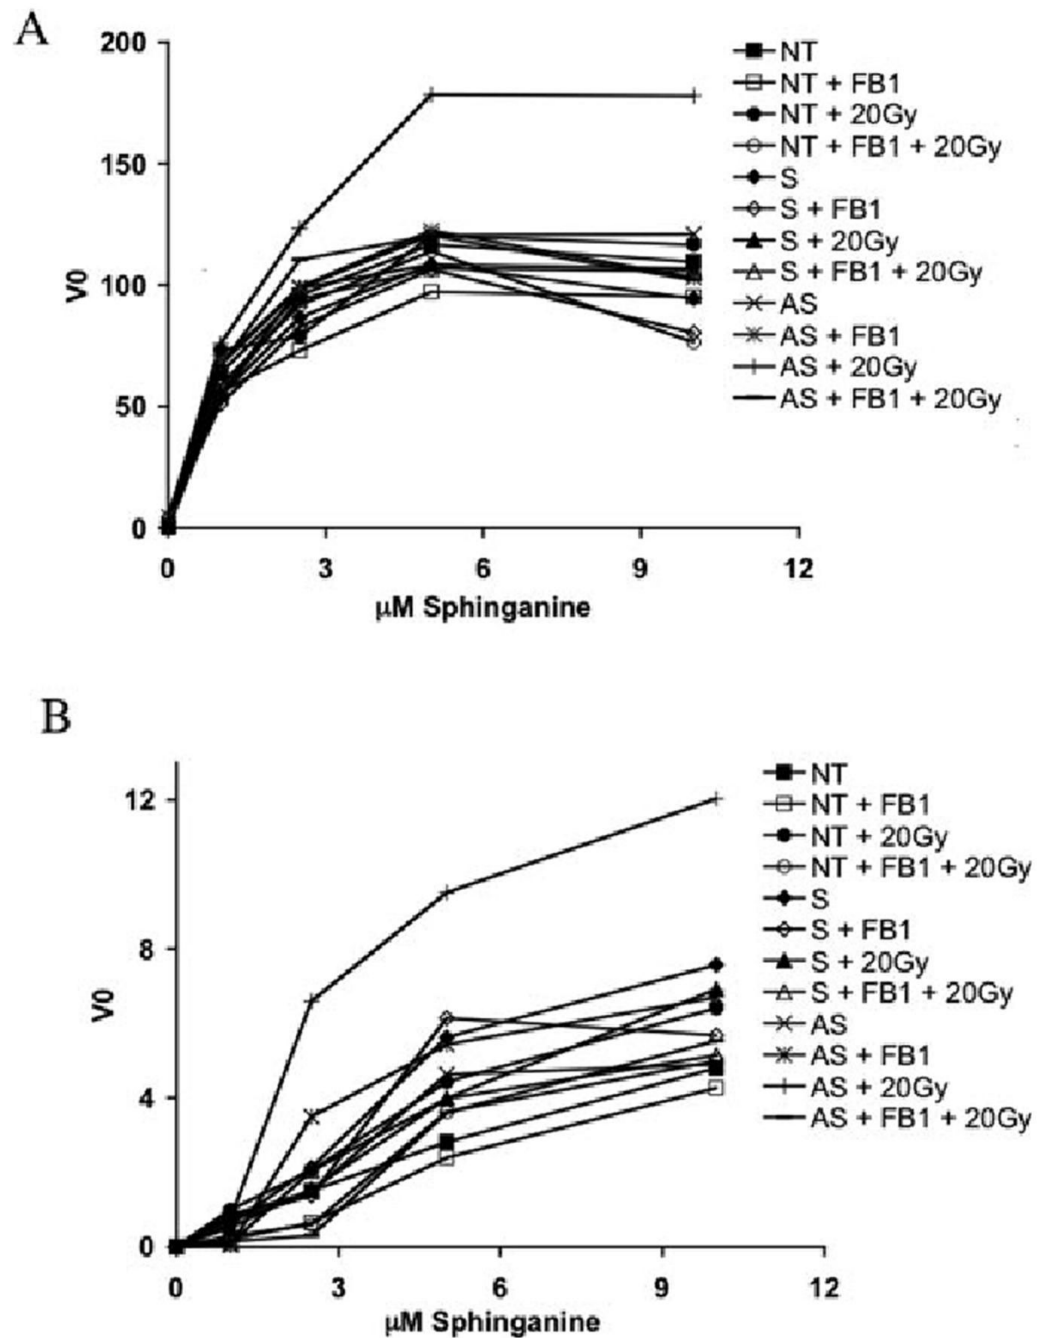 A
200
150
100
50
0
V0
0 3 6 9 12
μM Sphinganine
NT
NT + FB1
NT + 20Gy
NT + FB1 + 20Gy
S
S + FB1
S + 20Gy
S + FB1 + 20Gy
AS
AS + FB1
AS + 20Gy
AS + FB1 + 20Gy
B
12
8
4
0
V0
0 3 6 9 12
μM Sphinganine
NT
NT + FB1
NT + 20Gy
NT + FB1 + 20Gy
S
S + FB1
S + 20Gy
S + FB1 + 20Gy
AS
AS + FB1
AS + 20Gy
AS + FB1 + 20Gy